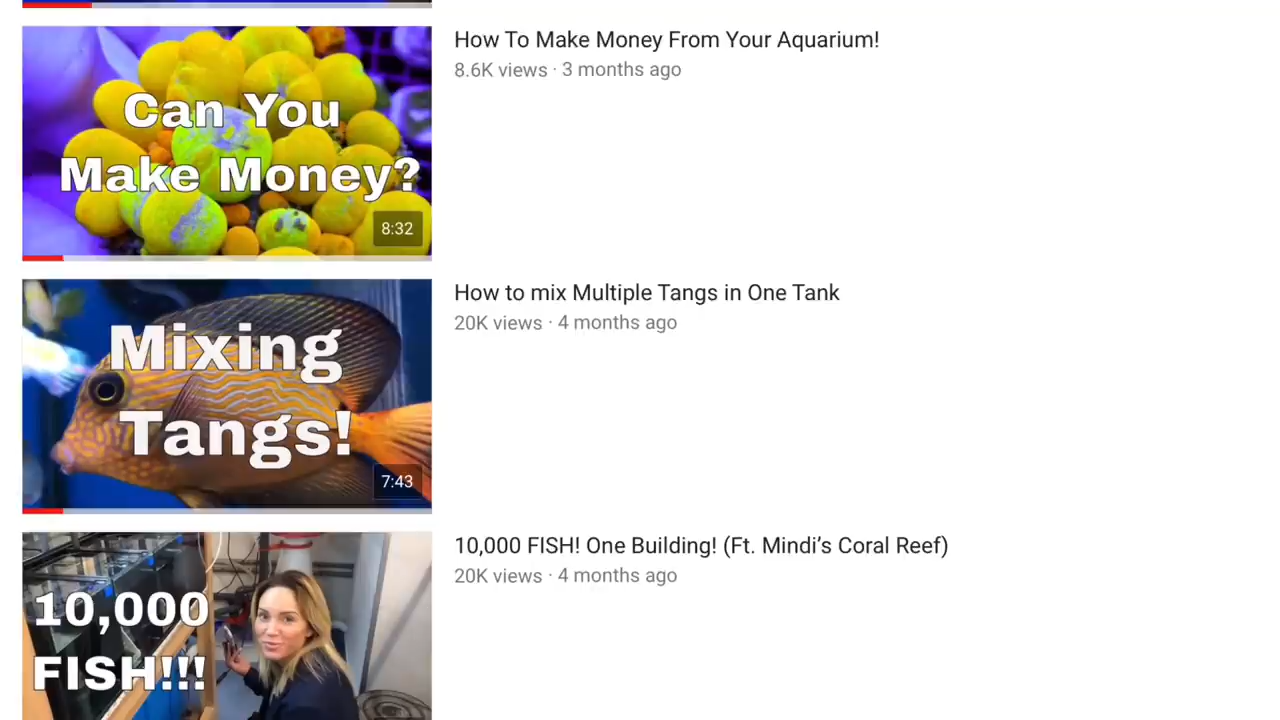 Can You
Make Money?
8:32
How To Make Money From Your Aquarium!
8.6K views · 3 months ago
Mixing
Tangs!
7:43
How to mix Multiple Tangs in One Tank
20K views · 4 months ago
10,000
FISH!!!
10,000 FISH! One Building! (Ft. Mindi’s Coral Reef)
20K views · 4 months ago